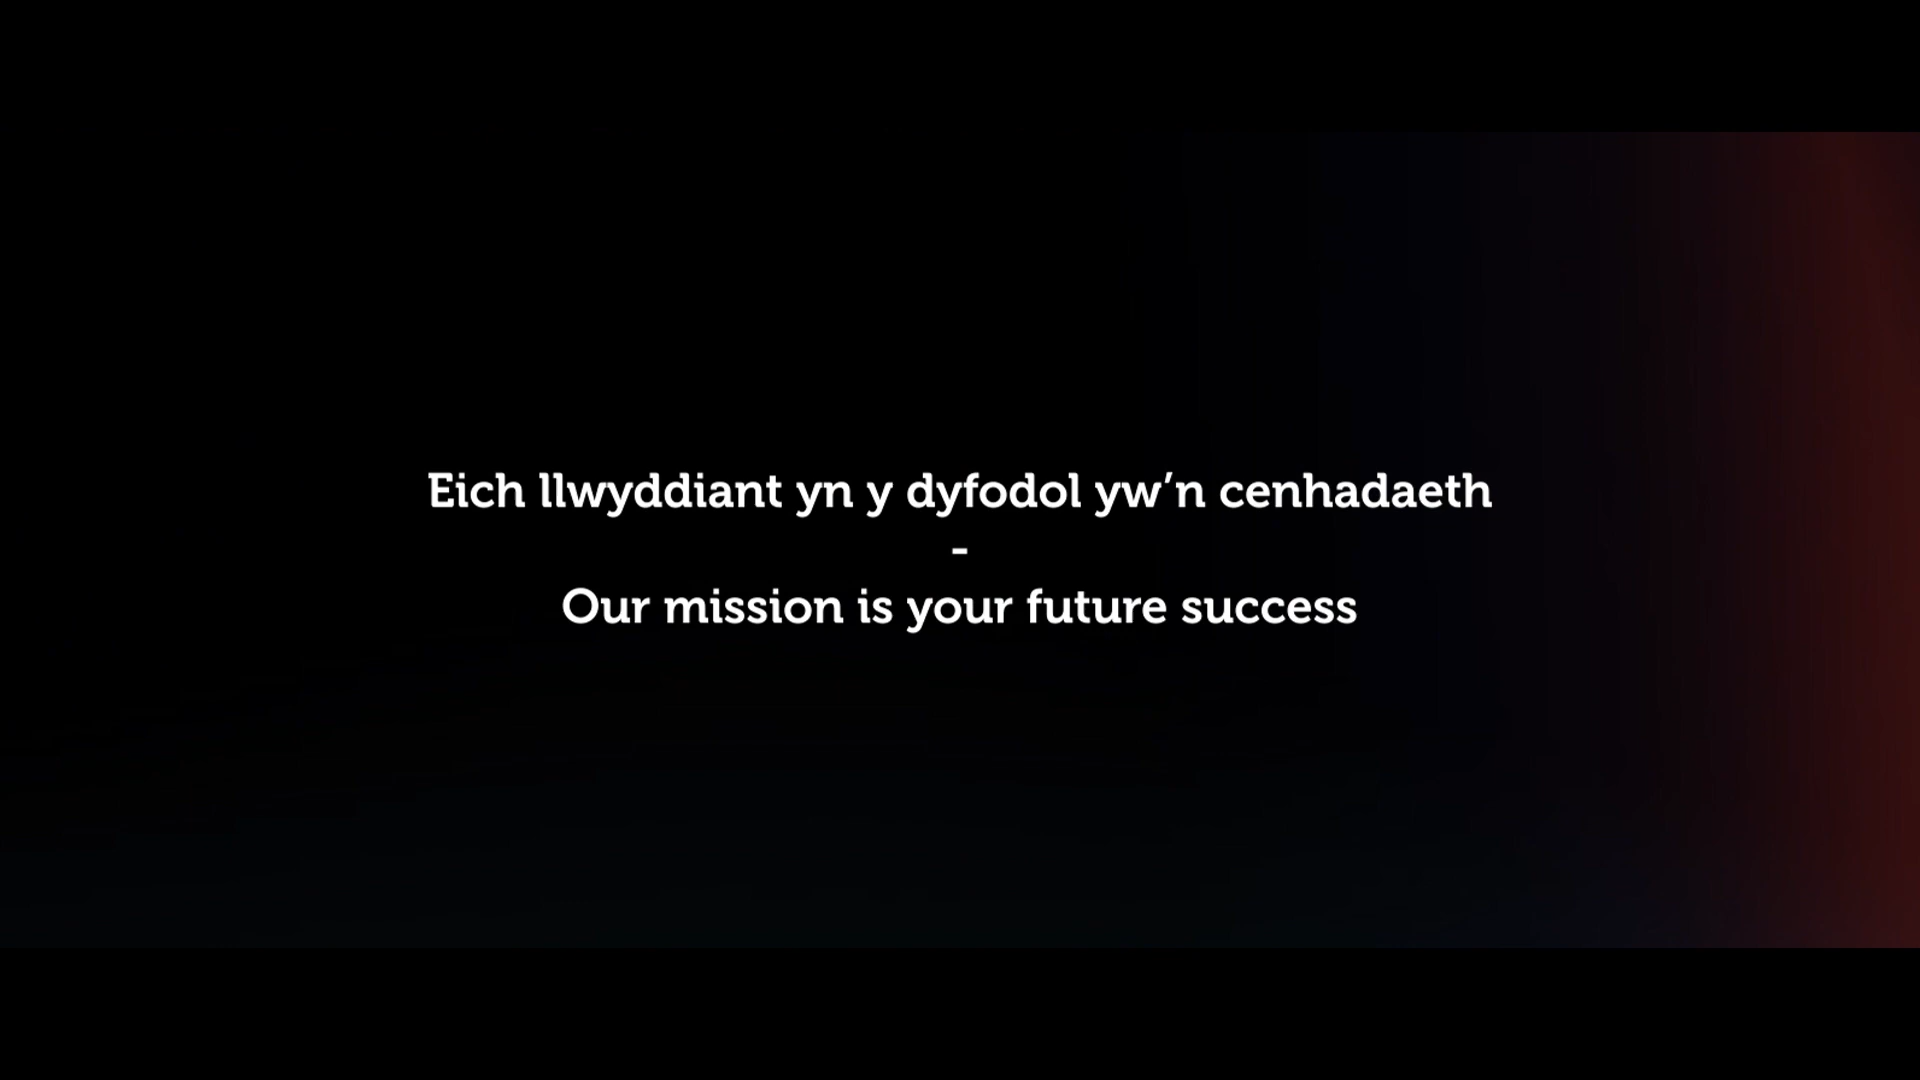 Eich llwyddiant yn y dyfodol yw’n cenhadaeth
-
Our mission is your future success